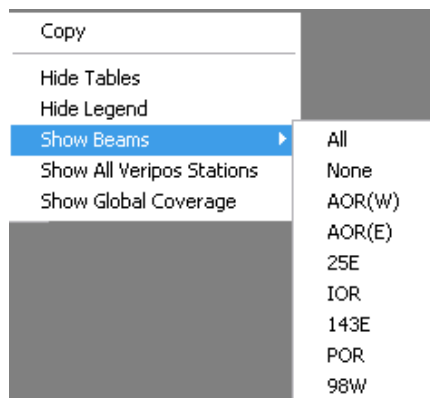 Copy
Hide Tables
Hide Legend
Show Beams
Show All Veripos Stations
Show Global Coverage
All
None
AOR(W)
AOR(E)
25E
IOR
143E
POR
98W